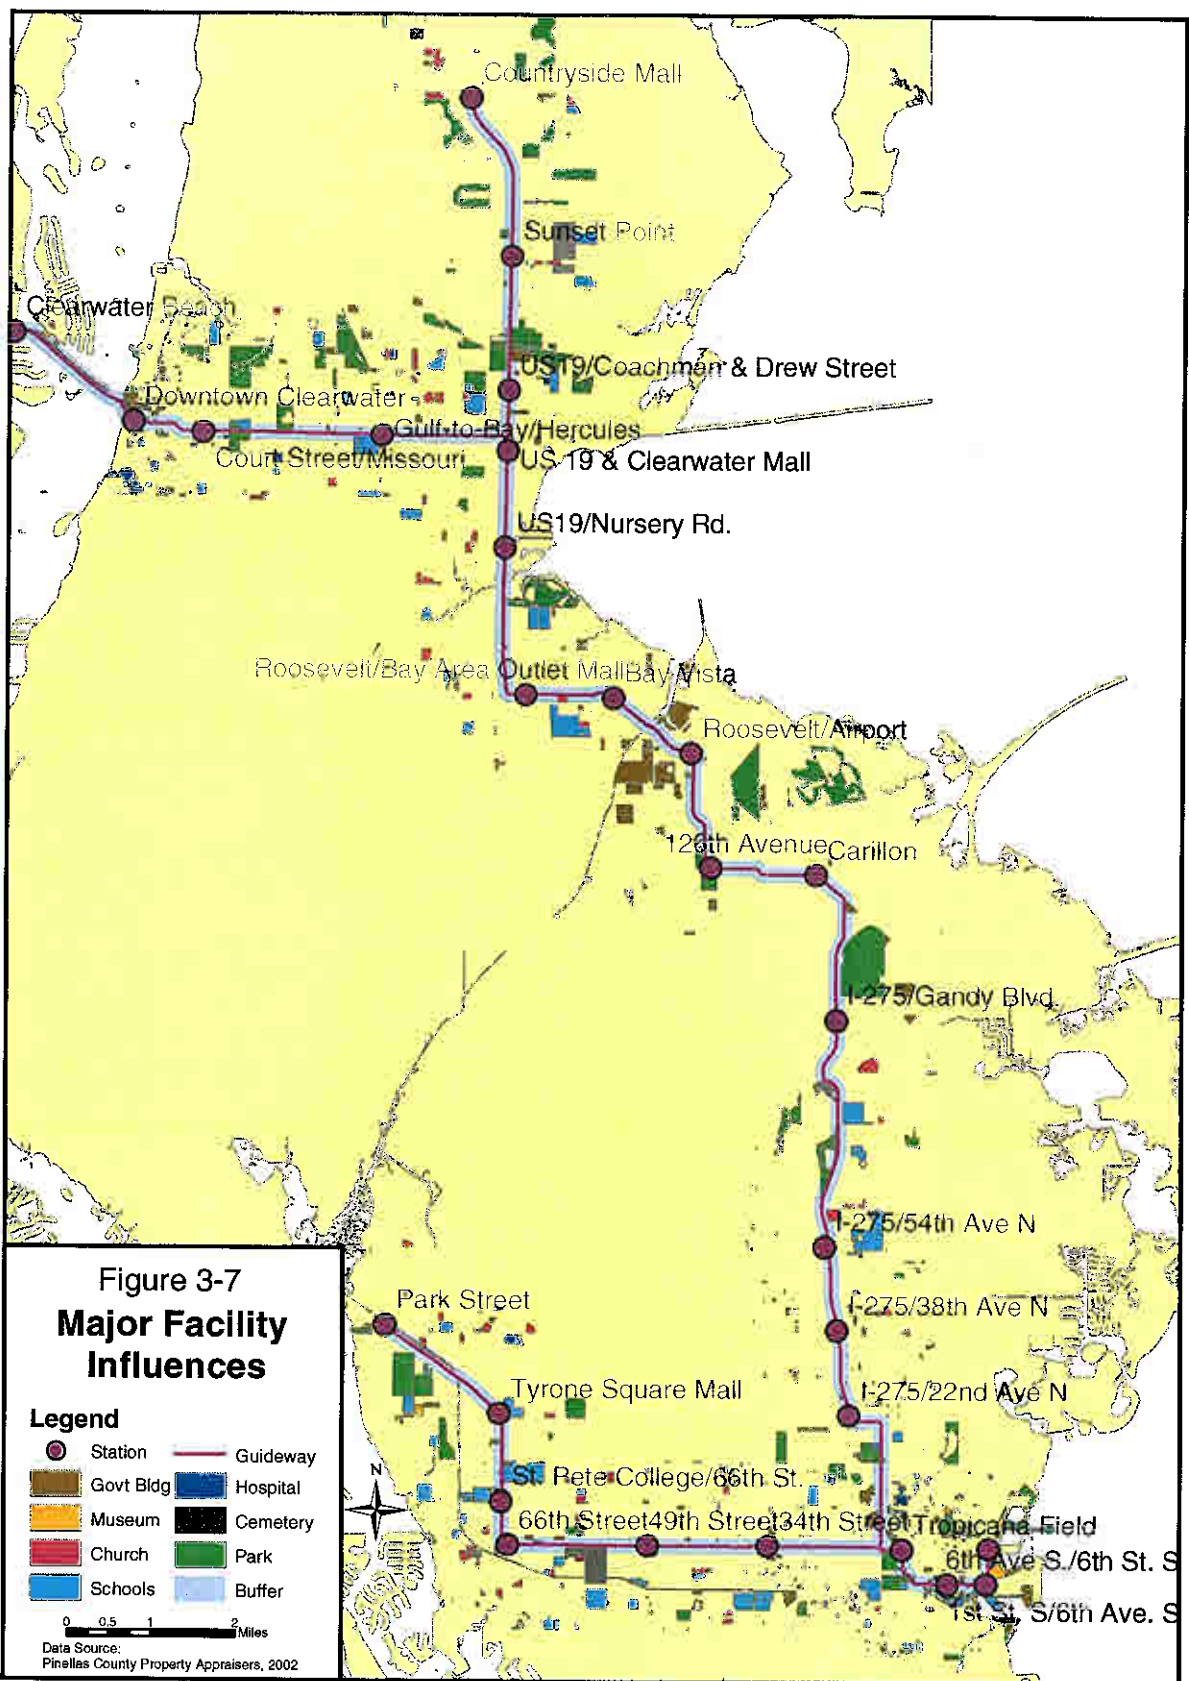 Countryside Mall
Sunset Point
Clearwater Beach
US19/Coachman & Drew Street
Downtown Clearwater
Gulf-to-Bay/Hercules
Court Street/Missouri
US 19 & Clearwater Mall
US19/Nursery Rd.
Roosevelt/Bay Area Outlet Mall
Bay Vista
Roosevelt/Airport
126th Avenue
Carillon
I-275/Gandy Blvd.
I-275/54th Ave N
I-275/38th Ave N
I-275/22nd Ave N
Park Street
Tyrone Square Mall
St. Pete College/66th St.
66th Street
49th Street
34th Street
Tropicana Field
6th Ave S./6th St. S
1st St. S/6th Ave. S
N
Figure 3-7
Major Facility
Influences
Legend
Station
Guideway
Govt Bldg
Hospital
Museum
Cemetery
Church
Park
Schools
Buffer
0 0.5 1 2
Miles
Data Source:
Pinellas County Property Appraisers, 2002